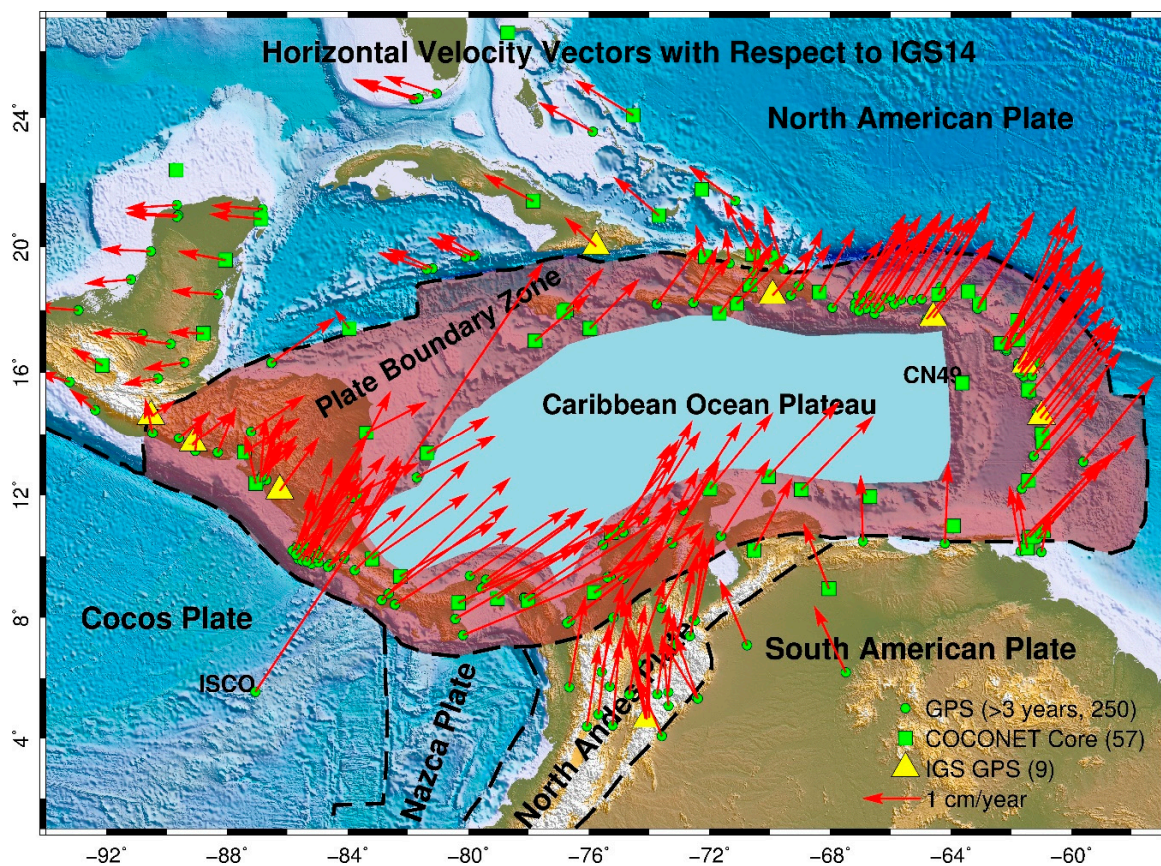 Horizontal Velocity Vectors with Respect to IGS14
North American Plate
24°
20°
16°
12°
8°
4°
Plate Boundary Zone
CN49
Caribbean Ocean Plateau
Cocos Plate
ISCO
Nazca Plate
North Andes Plate
South American Plate
GPS (>3 years, 250)
COCONET Core (57)
IGS GPS (9)
1 cm/year
−92° −88° −84° −80° −76° −72° −68° −64° −60°